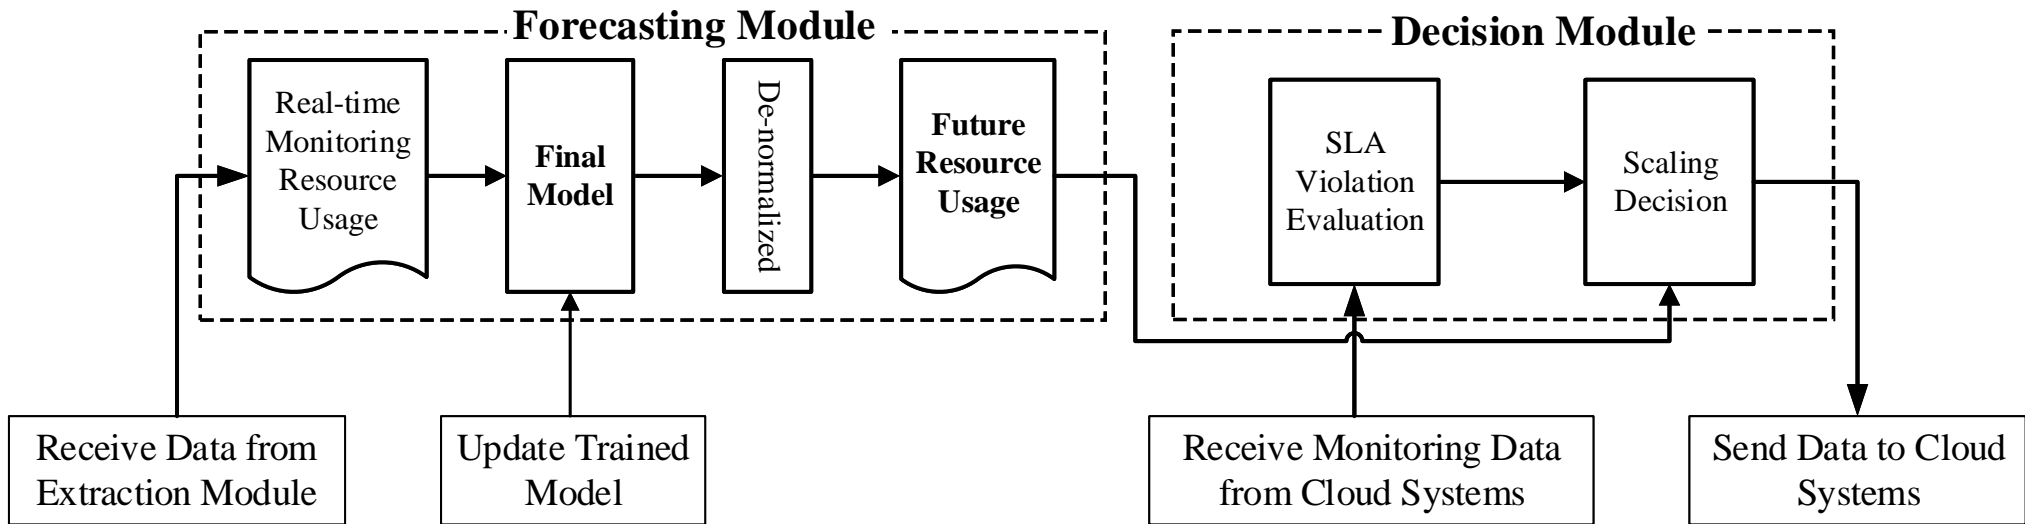 Forecasting Module
Decision Module
Real-time
Monitoring
Resource
Usage
Final
Model
De-normalized
Future
Resource
Usage
SLA
Violation
Evaluation
Scaling
Decision
Receive Data from
Extraction Module
Update Trained
Model
Receive Monitoring Data
from Cloud Systems
Send Data to Cloud
Systems